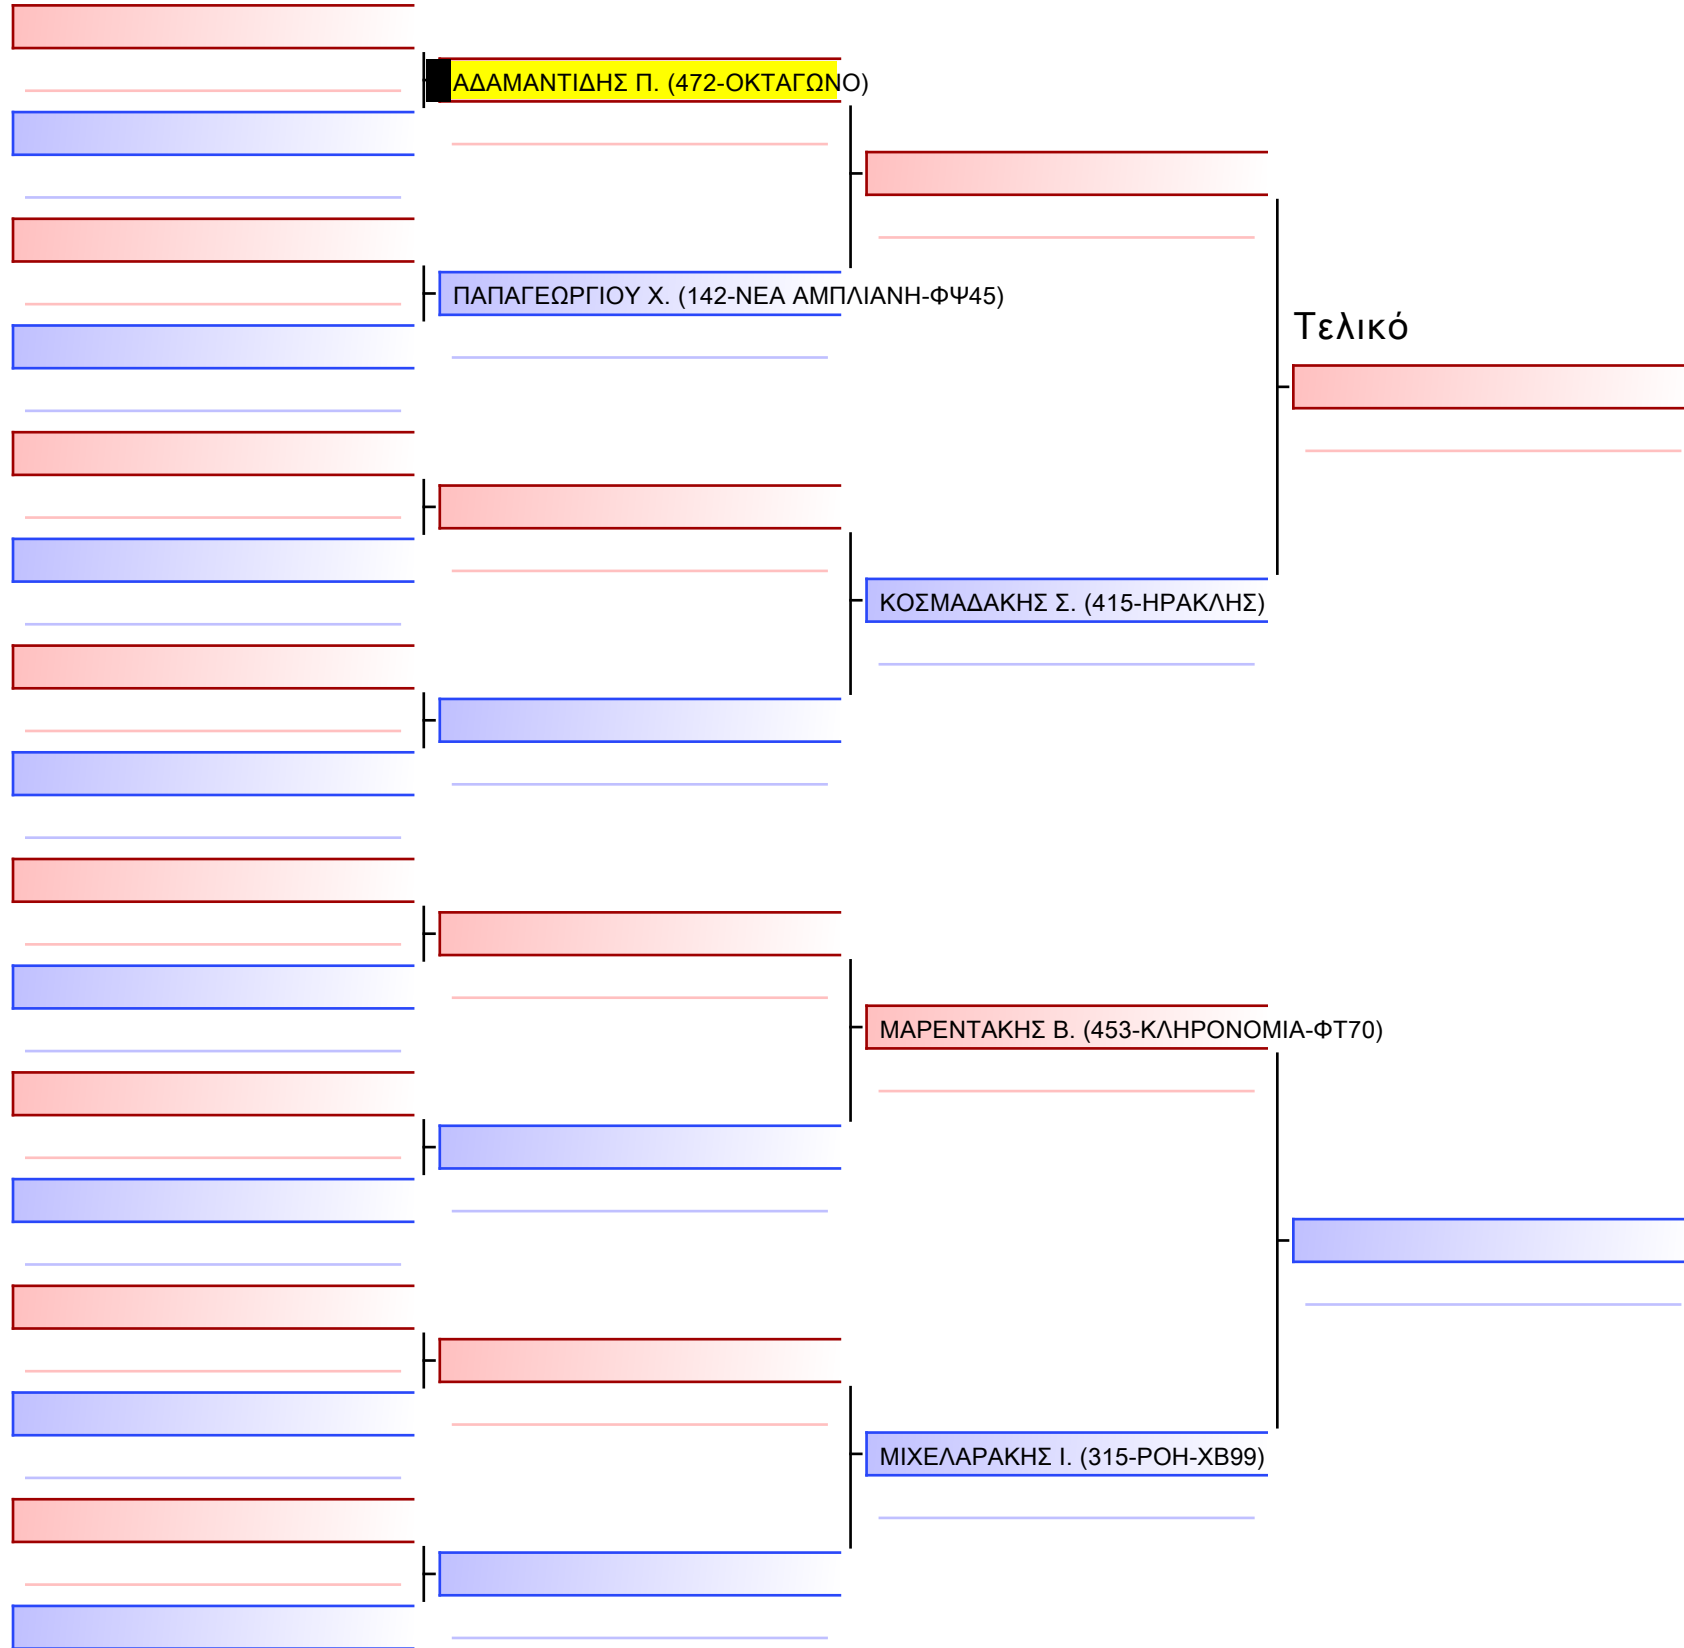 ΑΔΑΜΑΝΤΙΔΗΣ Π. (472-ΟΚΤΑΓΩΝΟ)
ΠΑΠΑΓΕΩΡΓΙΟΥ Χ. (142-ΝΕΑ ΑΜΠΛΙΑΝΗ-ΦΨ45)
Τελικό
ΚΟΣΜΑΔΑΚΗΣ Σ. (415-ΗΡΑΚΛΗΣ)
ΜΑΡΕΝΤΑΚΗΣ Β. (453-ΚΛΗΡΟΝΟΜΙΑ-ΦΤ70)
ΜΙΧΕΛΑΡΑΚΗΣ Ι. (315-ΡΟΗ-ΧΒ99)